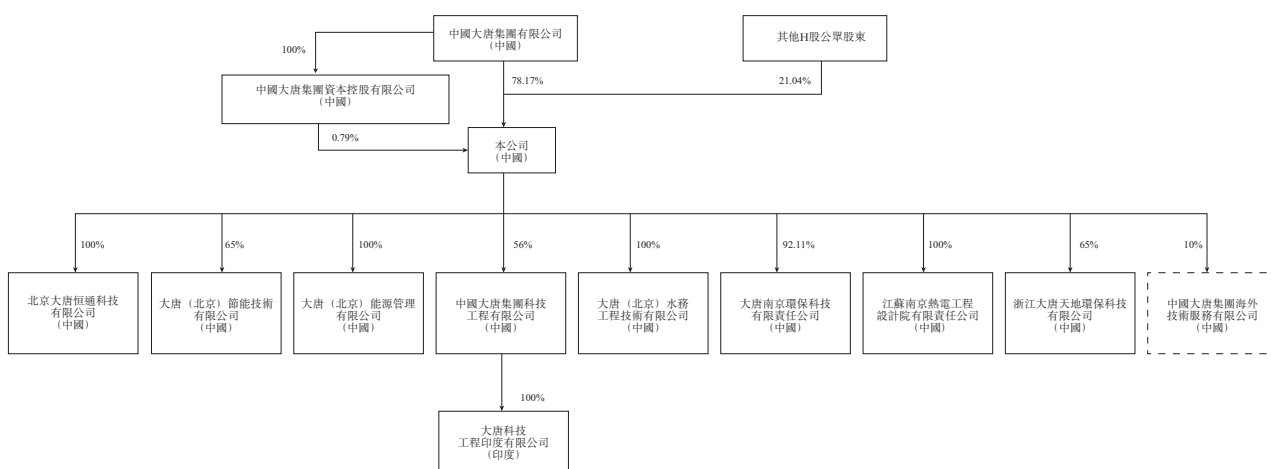 中國大唐集團有限公司
（中國）
其他H股公眾股東
100%
78.17%
21.04%
中國大唐集團資本控股有限公司
（中國）
0.79%
本公司
（中國）
100%
65%
100%
56%
100%
92.11%
100%
65%
10%
北京大唐恒通科技
有限公司
（中國）
大唐（北京）節能技術
有限公司
（中國）
大唐（北京）能源管理
有限公司
（中國）
中國大唐集團科技
工程有限公司
（中國）
大唐（北京）水務
工程技術有限公司
（中國）
大唐南京環保科技
有限責任公司
（中國）
江蘇南京熱電工程
設計院有限責任公司
（中國）
浙江大唐天地環保科技
有限公司
（中國）
中國大唐集團海外
技術服務有限公司
（中國）
100%
大唐科技
工程印度有限公司
（印度）